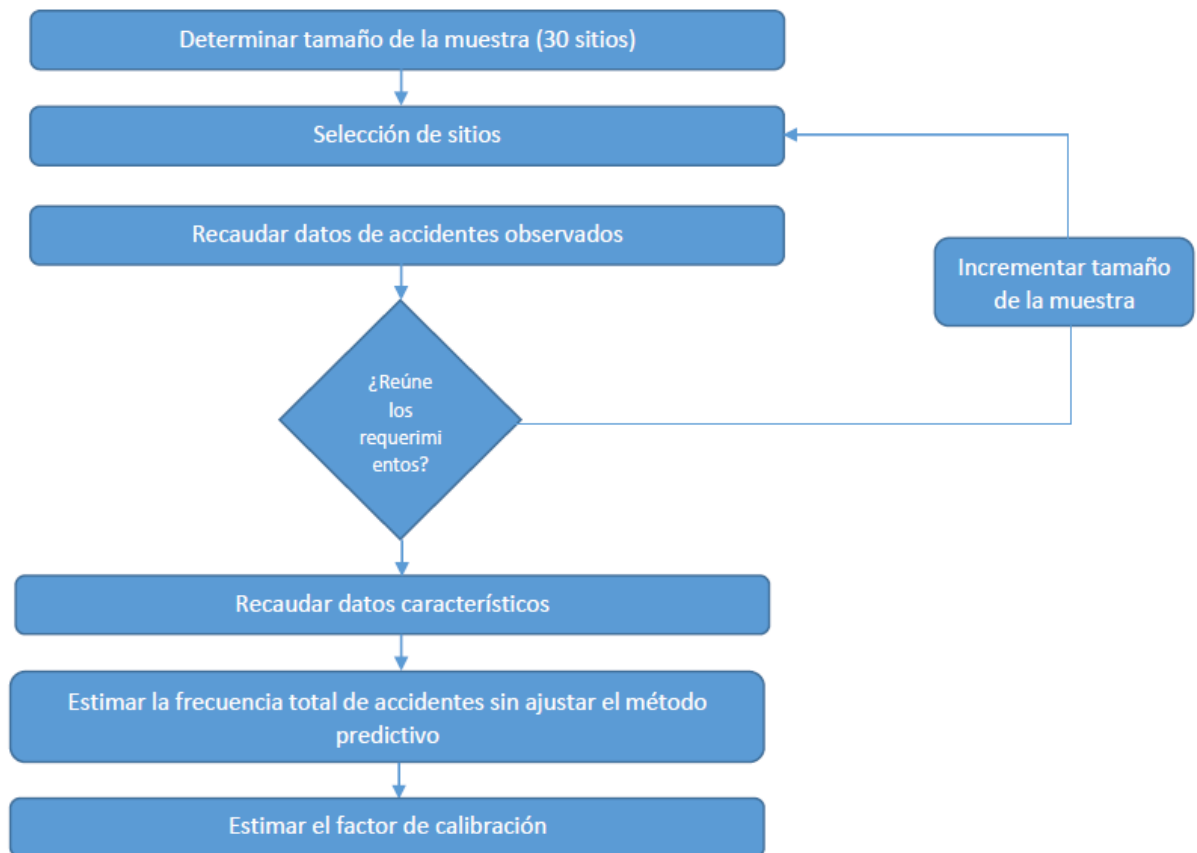 Determinar tamaño de la muestra (30 sitios)
Selección de sitios
Recaudar datos de accidentes observados
Incrementar tamaño
de la muestra
¿Reúne
los
requerimi
entos?
Recaudar datos característicos
Estimar la frecuencia total de accidentes sin ajustar el método
predictivo
Estimar el factor de calibración